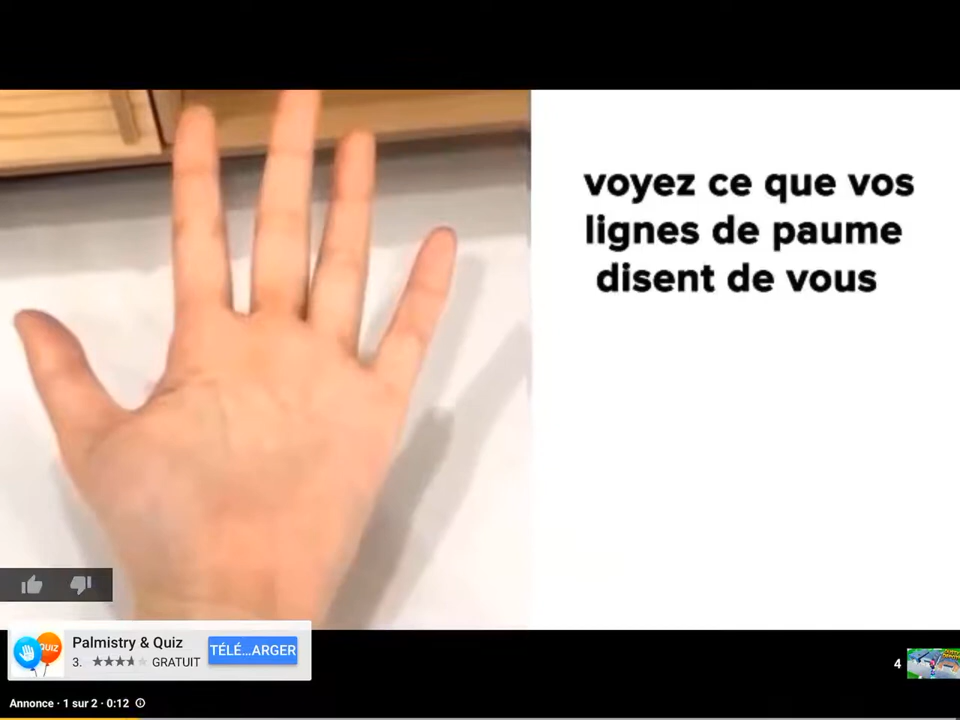 voyez ce que vos
lignes de paume
disent de vous
QUIZ
Palmistry & Quiz
TÉLÉ...ARGER
3. GRATUIT
4
Annonce · 1 sur 2 · 0:12